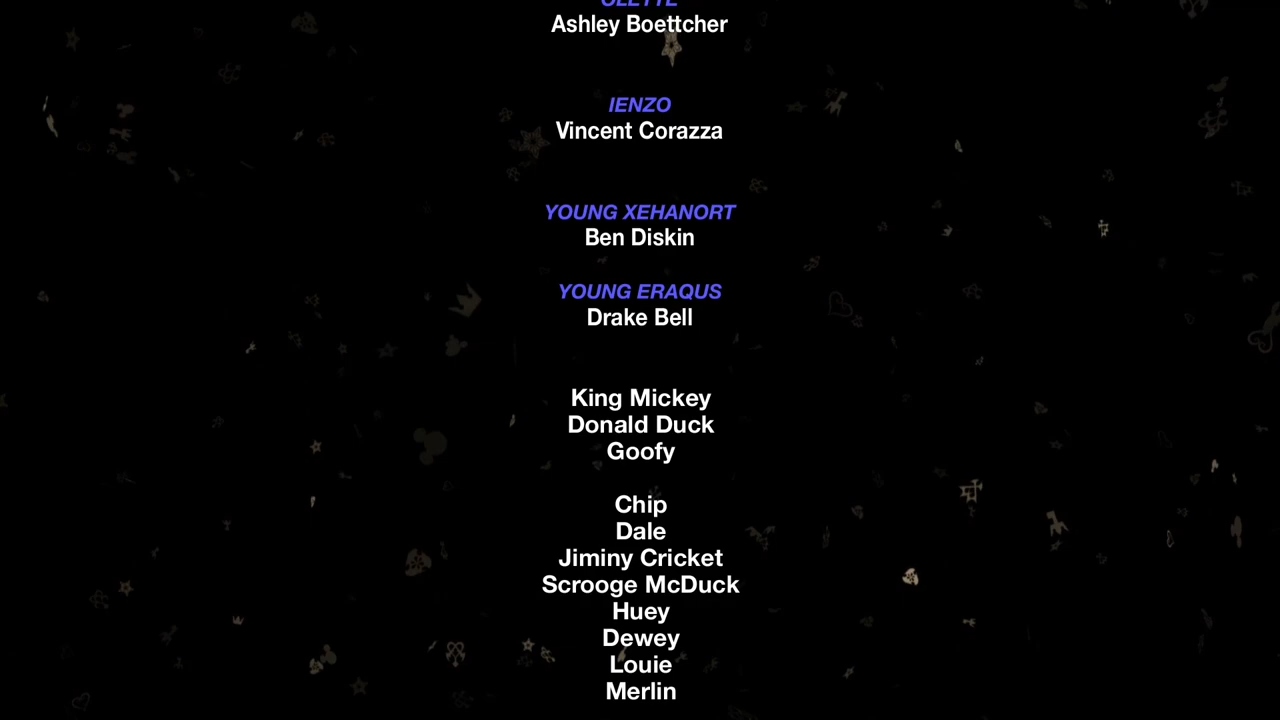 OLETTE
Ashley Boettcher
IENZO
Vincent Corazza
YOUNG XEHANORT
Ben Diskin
YOUNG ERAQUS
Drake Bell
King Mickey
Donald Duck
Goofy
Chip
Dale
Jiminy Cricket
Scrooge McDuck
Huey
Dewey
Louie
Merlin